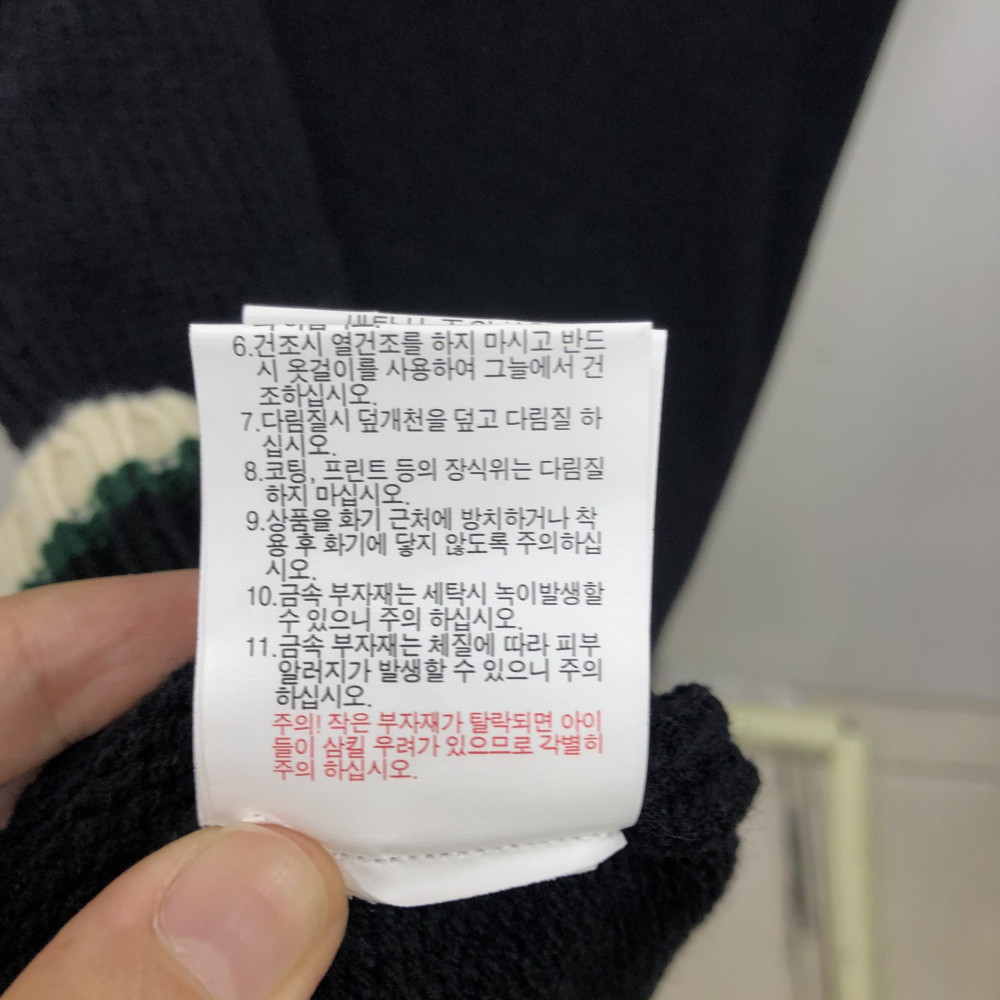 6.건조시 열건조를 하지 마시고 반드
시 옷걸이를 사용하여 그늘에서 건
조하십시오.
7.다림질시 덮개천을 덮고 다림질 하
십시오.
8.코팅, 프린트 등의 장식위는 다림질
하지 마십시오.
9.상품을 화기 근처에 방치하거나 착
용 후 화기에 닿지 않도록 주의하십
시오.
10.금속 부자재는 세탁시 녹이발생할
수 있으니 주의 하십시오.
11.금속 부자재는 체질에 따라 피부
알러지가 발생할 수 있으니 주의
하십시오.
주의! 작은 부자재가 탈락되면 아이
들이 삼킬 우려가 있으므로 각별히
주의 하십시오.